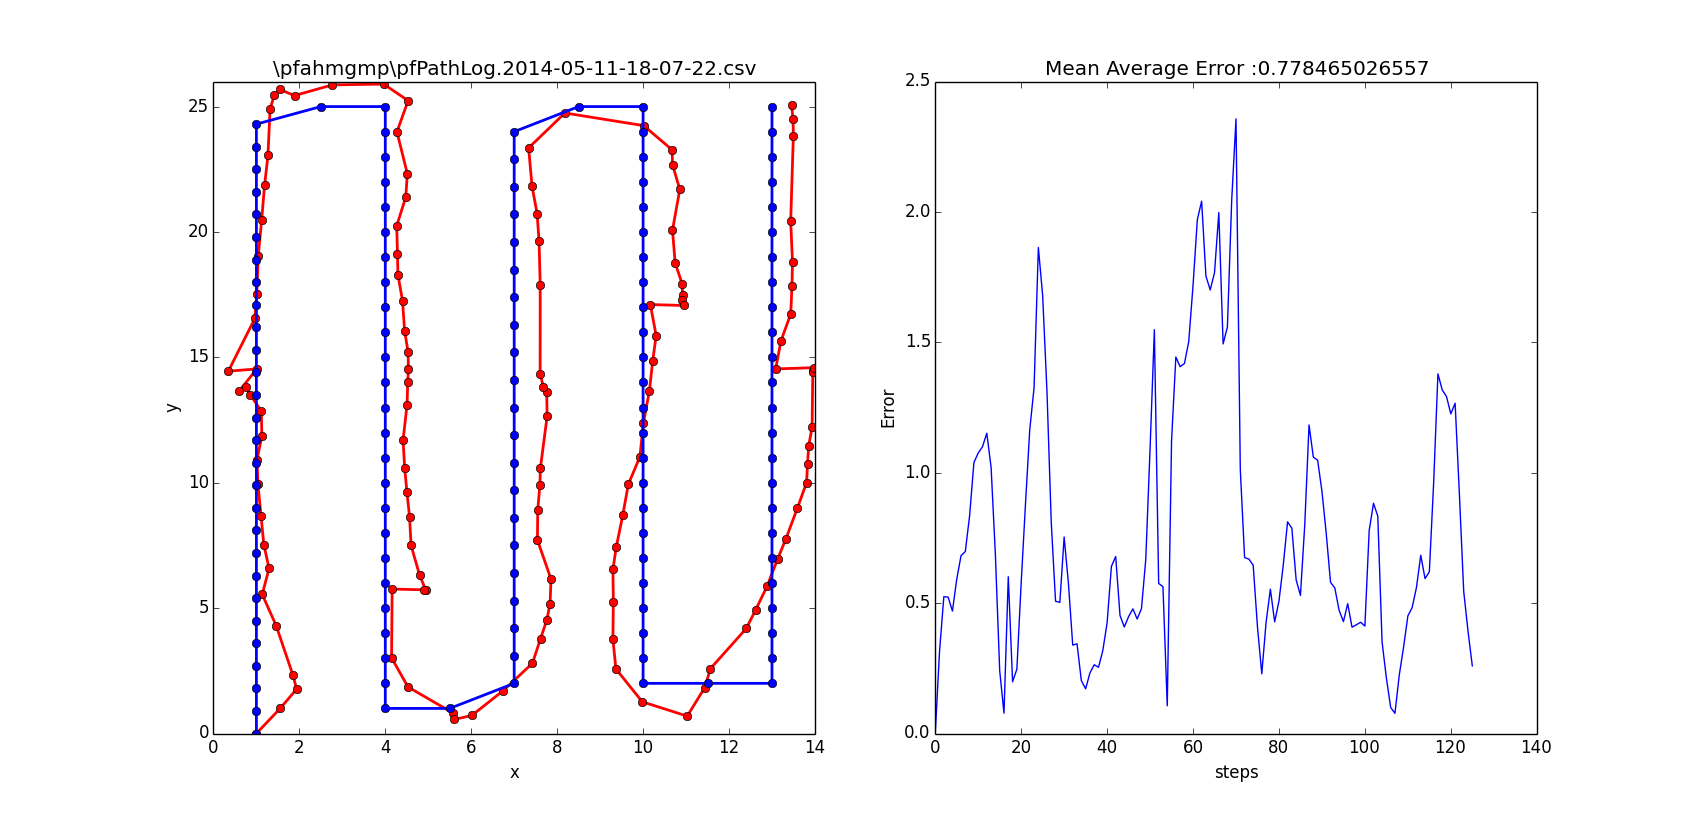 \pfahmgmp\pfPathLog.2014-05-11-18-07-22.csv
25
20
15
10
5
0
y
0 2 4 6 8 10 12 14
x
Mean Average Error :0.778465026557
2.5
2.0
1.5
1.0
0.5
0.0
Error
0 20 40 60 80 100 120 140
steps